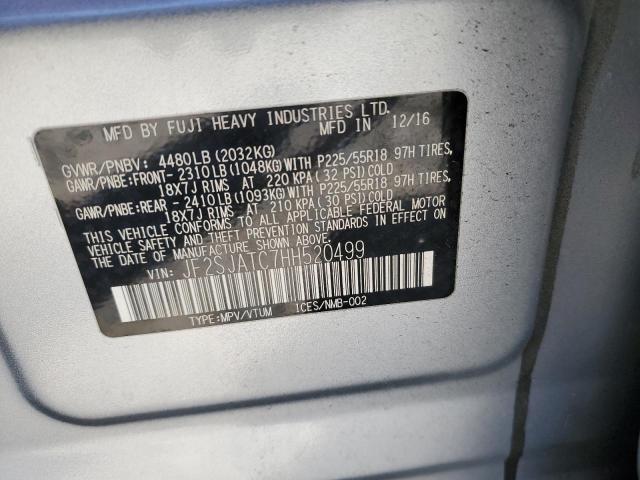 MFD BY FUJI HEAVY INDUSTRIES LTD.
MFD IN 12/16
GVWR/PNBV: 4480LB (2032KG)
GAWR/PNBE:FRONT- 2310LB (1048KG)WITH P225/55R18 97H TIRES,
18X7J RIMS AT 220 KPA (32 PSI)COLD
GAWR/PNBE:REAR -2410LB (1093KG)WITH P225/55R18 97H TIRES,
18X7J RIMS AT 210 KPA (30 PSI)COLD
THIS VEHICLE CONFORMS TO ALL APPLICABLE FEDERAL MOTOR
VEHICLE SAFETY AND THEFT PREVENTION STANDARDS IN EFFECT ON
THE DATE OF MANUFACTURE SHOWN ABOVE.
VIN: JF2SJATC7HH520499
TYPE:MPV/VTUM ICES/NMB-002